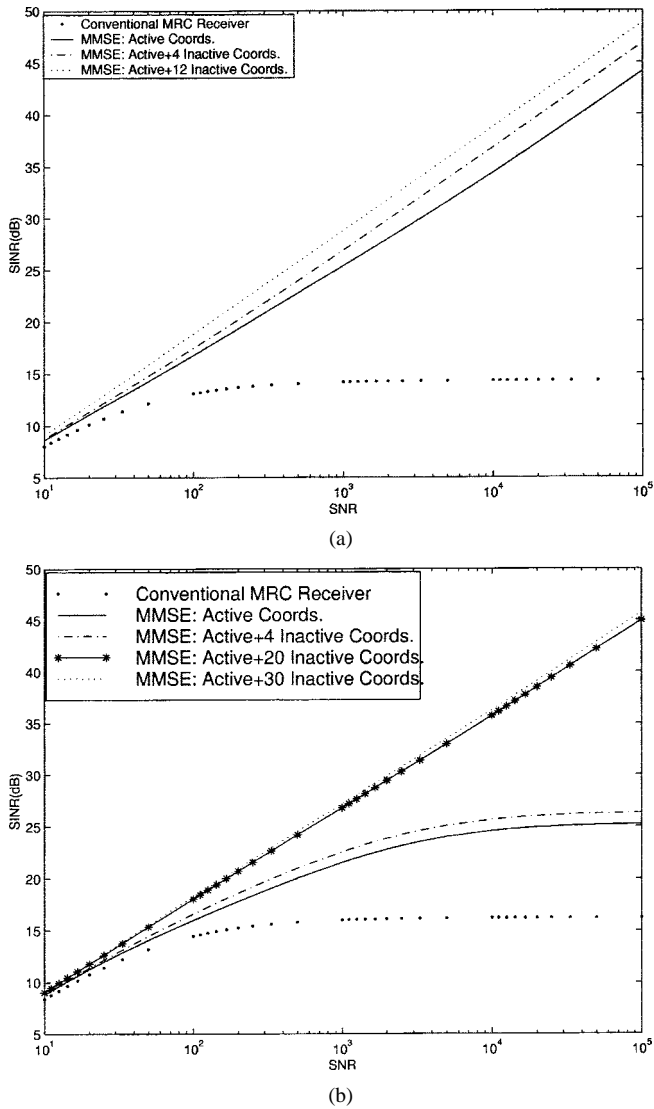 50
45
40
35
30
25
20
15
10
5
SINR(dB)
Conventional MRC Receiver
MMSE: Active Coords.
MMSE: Active+4 Inactive Coords.
MMSE: Active+12 Inactive Coords.
10^1
10^2
10^3
10^4
10^5
SNR
(a)
50
45
40
35
30
25
20
15
10
5
SINR(dB)
Conventional MRC Receiver
MMSE: Active Coords.
MMSE: Active+4 Inactive Coords.
MMSE: Active+20 Inactive Coords.
MMSE: Active+30 Inactive Coords.
10^1
10^2
10^3
10^4
10^5
SNR
(b)